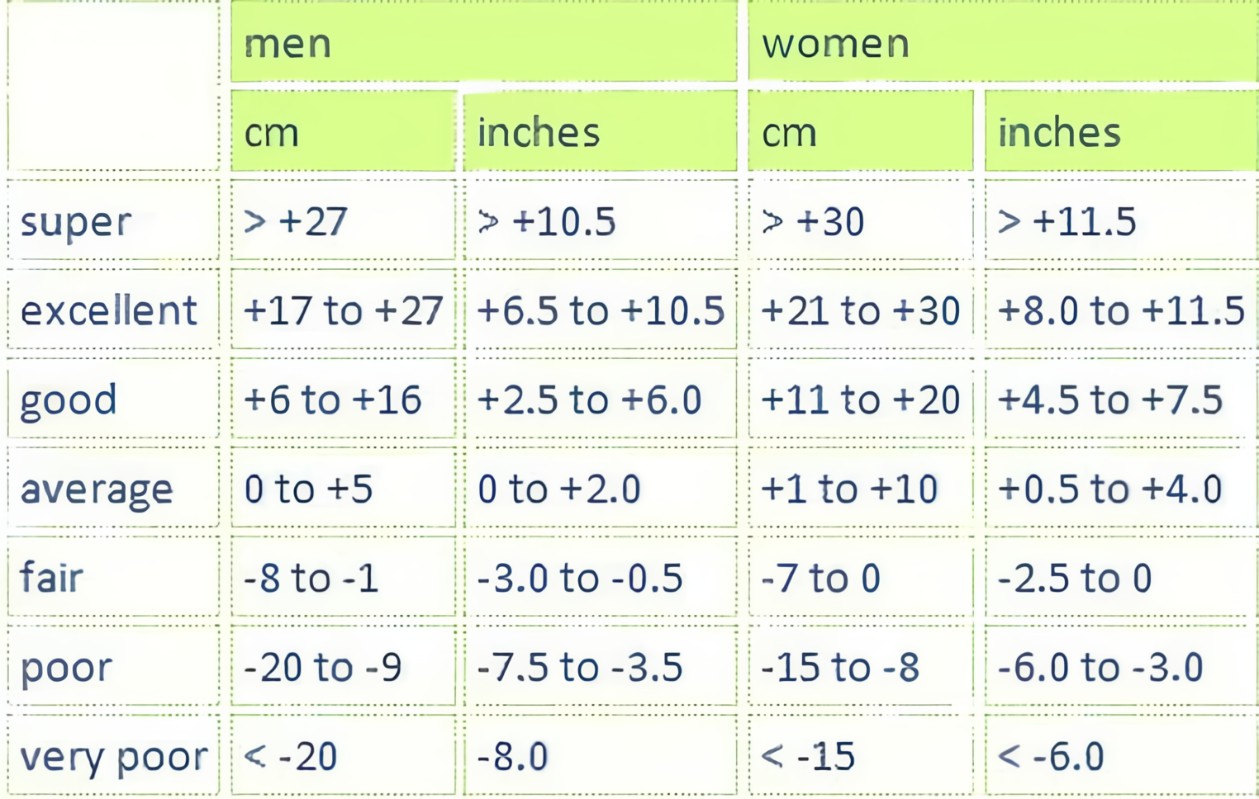 men women
cm inches cm inches
super > +27 > +10.5 > +30 > +11.5
excellent +17 to +27 +6.5 to +10.5 +21 to +30 +8.0 to +11.5
good +6 to +16 +2.5 to +6.0 +11 to +20 +4.5 to +7.5
average 0 to +5 0 to +2.0 +1 to +10 +0.5 to +4.0
fair -8 to -1 -3.0 to -0.5 -7 to 0 -2.5 to 0
poor -20 to -9 -7.5 to -3.5 -15 to -8 -6.0 to -3.0
very poor < -20 -8.0 < -15 < -6.0